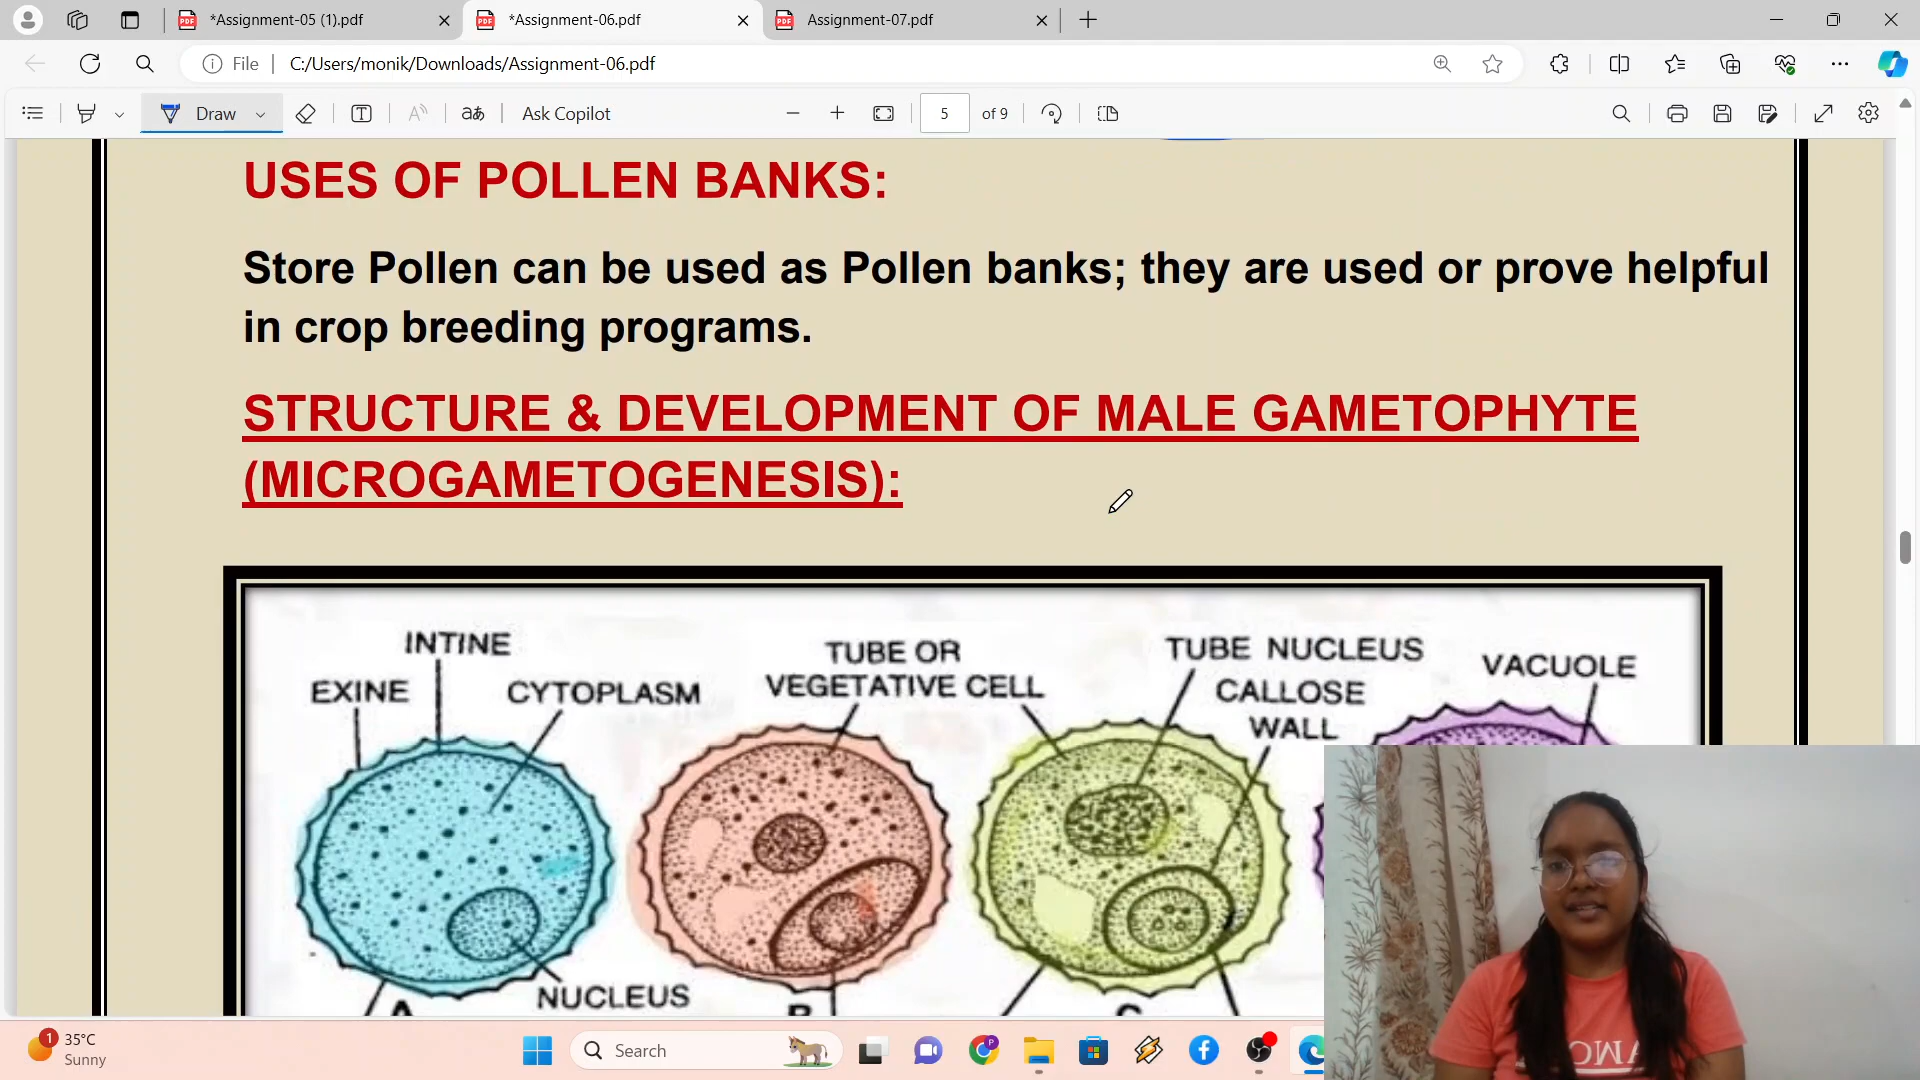 *Assignment-05 (1).pdf
*Assignment-06.pdf
Assignment-07.pdf
File
C:/Users/monik/Downloads/Assignment-06.pdf
Draw
aあ
Ask Copilot
5
of 9
USES OF POLLEN BANKS:
Store Pollen can be used as Pollen banks; they are used or prove helpful
in crop breeding programs.
STRUCTURE & DEVELOPMENT OF MALE GAMETOPHYTE
(MICROGAMETOGENESIS):
INTINE
EXINE
CYTOPLASM
TUBE OR
VEGETATIVE CELL
TUBE NUCLEUS
CALLOSE
WALL
VACUOLE
NUCLEUS
A
B
C
1
35°C
Sunny
Search